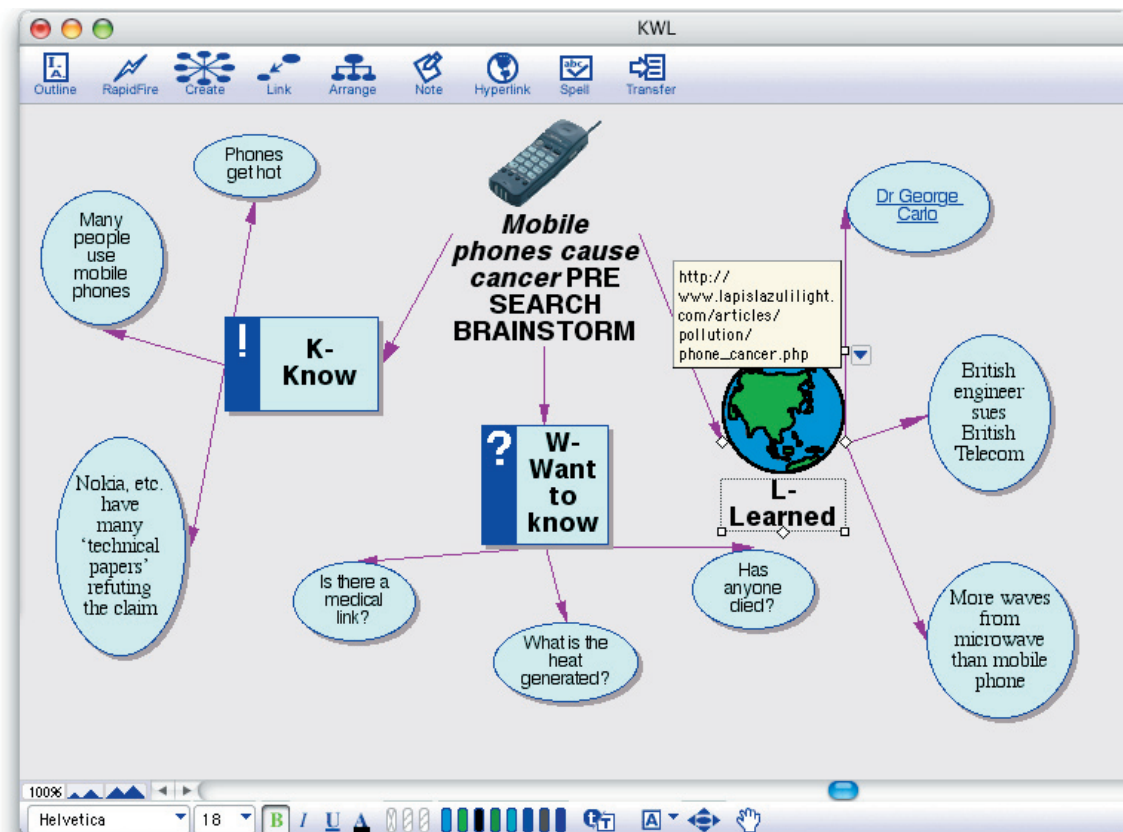 KWL
Outline RapidFire Create Link Arrange Note Hyperlink Spell Transfer
Phones
get hot
Many
people
use
mobile
phones
Mobile
phones cause
cancer PRE
SEARCH
BRAINSTORM
Dr George
Carlo
http://
www.lapislazulilight.
com/articles/
pollution/
phone_cancer.php
!
K-
Know
British
engineer
sues
British
Telecom
?
W-
Want
to
know
L-
Learned
Nokia, etc.
have
many
‘technical
papers’
refuting
the claim
Is there a
medical
link?
What is the
heat
generated?
Has
anyone
died?
More waves
from
microwave
than mobile
phone
100%
Helvetica 18 B I U A